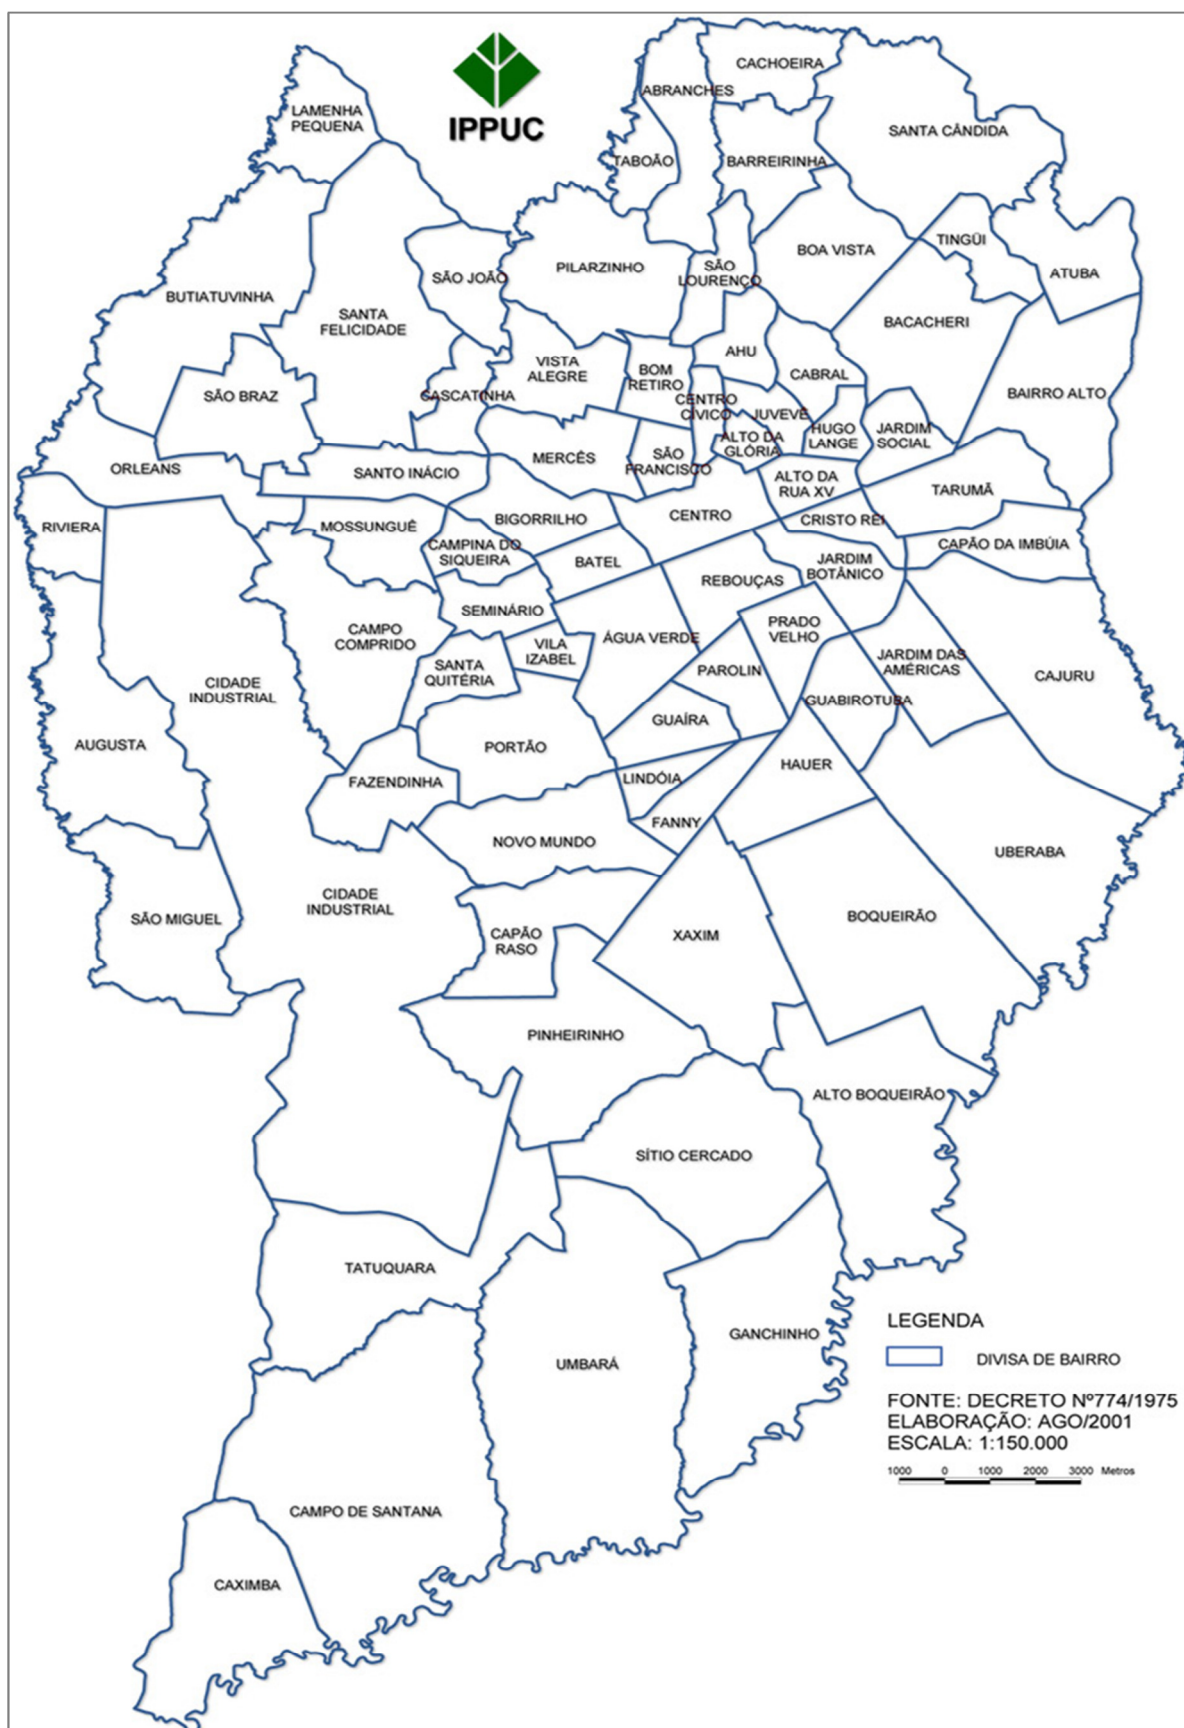 IPPUC
CACHOEIRA
ABRANCHES
LAMENHA
PEQUENA
SANTA CÂNDIDA
TABOÃO
BARREIRINHA
TINGÜI
BOA VISTA
PILARZINHO
SÃO
LOURENÇO
ATUBA
SÃO JOÃO
BUTIATUVINHA
SANTA
FELICIDADE
BACACHERI
AHU
VISTA
ALEGRE
BOM
RETIRO
CABRAL
SÃO BRAZ
CASCATINHA
CENTRO
CÍVICO
JUVEVÊ
BAIRRO ALTO
HUGO
LANGE
JARDIM
SOCIAL
ALTO DA
GLÓRIA
ORLEANS
SANTO INÁCIO
MERCÊS
SÃO
FRANCISCO
ALTO DA
RUA XV
TARUMÃ
RIVIERA
MOSSUNGUÊ
BIGORRILHO
CENTRO
CRISTO REI
CAMPINA DO
SIQUEIRA
BATEL
CAPÃO DA IMBÚIA
JARDIM
BOTÂNICO
REBOUÇAS
SEMINÁRIO
CAMPO
COMPRIDO
ÁGUA VERDE
PRADO
VELHO
VILA
IZABEL
SANTA
QUITÉRIA
PAROLIN
JARDIM DAS
AMÉRICAS
CAJURU
CIDADE
INDUSTRIAL
GUABIROTUBA
GUAÍRA
AUGUSTA
PORTÃO
HAUER
FAZENDINHA
LINDÓIA
FANNY
NOVO MUNDO
UBERABA
CIDADE
INDUSTRIAL
SÃO MIGUEL
CAPÃO
RASO
XAXIM
BOQUEIRÃO
PINHEIRINHO
ALTO BOQUEIRÃO
SÍTIO CERCADO
TATUQUARA
GANCHINHO
UMBARÁ
CAMPO DE SANTANA
CAXIMBA
LEGENDA
DIVISA DE BAIRRO
FONTE: DECRETO Nº774/1975
ELABORAÇÃO: AGO/2001
ESCALA: 1:150.000
1000 0 1000 2000 3000 Metros